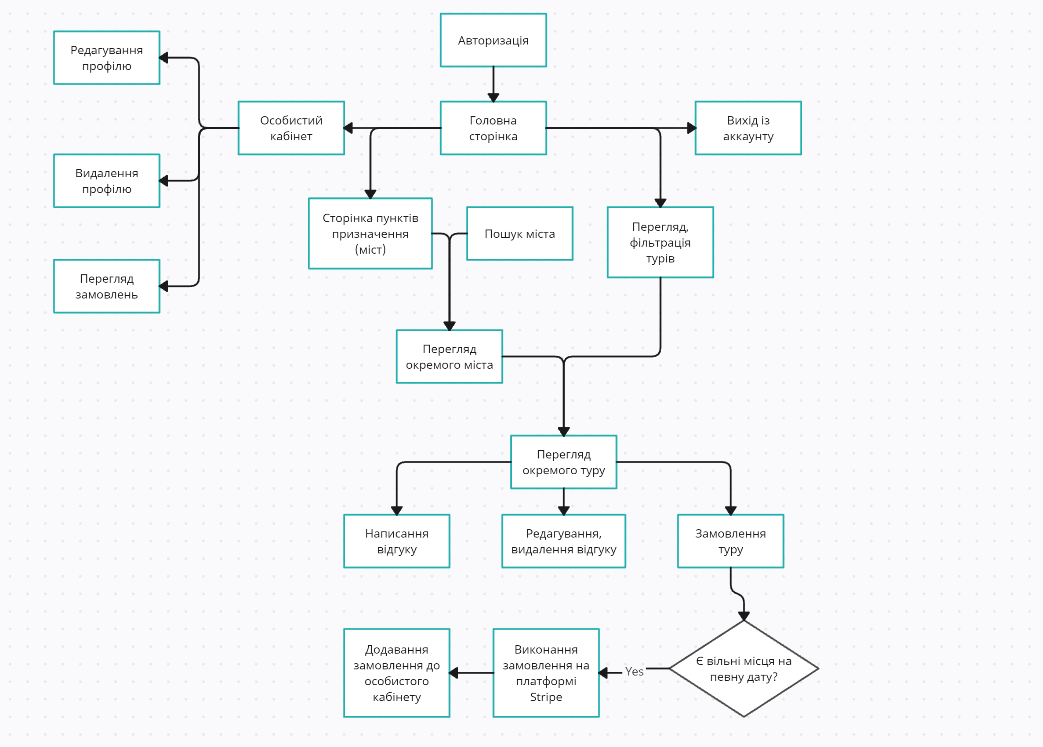 Авторизація
Редагування
профілю
Особистий
кабінет
Головна
сторінка
Вихід із
аккаунту
Видалення
профілю
Сторінка пунктів
призначення
(міст)
Пошук міста
Перегляд,
фільтрація
турів
Перегляд
замовлень
Перегляд
окремого міста
Перегляд
окремого туру
Написання
відгуку
Редагування,
видалення відгуку
Замовлення
туру
Додавання
замовлення до
особистого
кабінету
Виконання
замовлення на
платформі
Stripe
Yes
Є вільні місця на
певну дату?